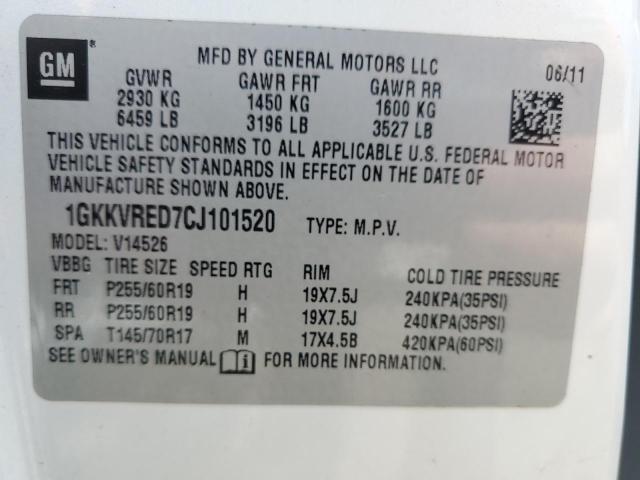 GM®
MFD BY GENERAL MOTORS LLC
06/11
GVWR GAWR FRT GAWR RR
2930 KG 1450 KG 1600 KG
6459 LB 3196 LB 3527 LB
THIS VEHICLE CONFORMS TO ALL APPLICABLE U.S. FEDERAL MOTOR
VEHICLE SAFETY STANDARDS IN EFFECT ON THE DATE OF
MANUFACTURE SHOWN ABOVE.
1GKKVRED7CJ101520 TYPE: M.P.V.
MODEL: V14526
VBBG TIRE SIZE SPEED RTG RIM COLD TIRE PRESSURE
FRT P255/60R19 H 19X7.5J 240KPA(35PSI)
RR P255/60R19 H 19X7.5J 240KPA(35PSI)
SPA T145/70R17 M 17X4.5B 420KPA(60PSI)
SEE OWNER'S MANUAL FOR MORE INFORMATION.